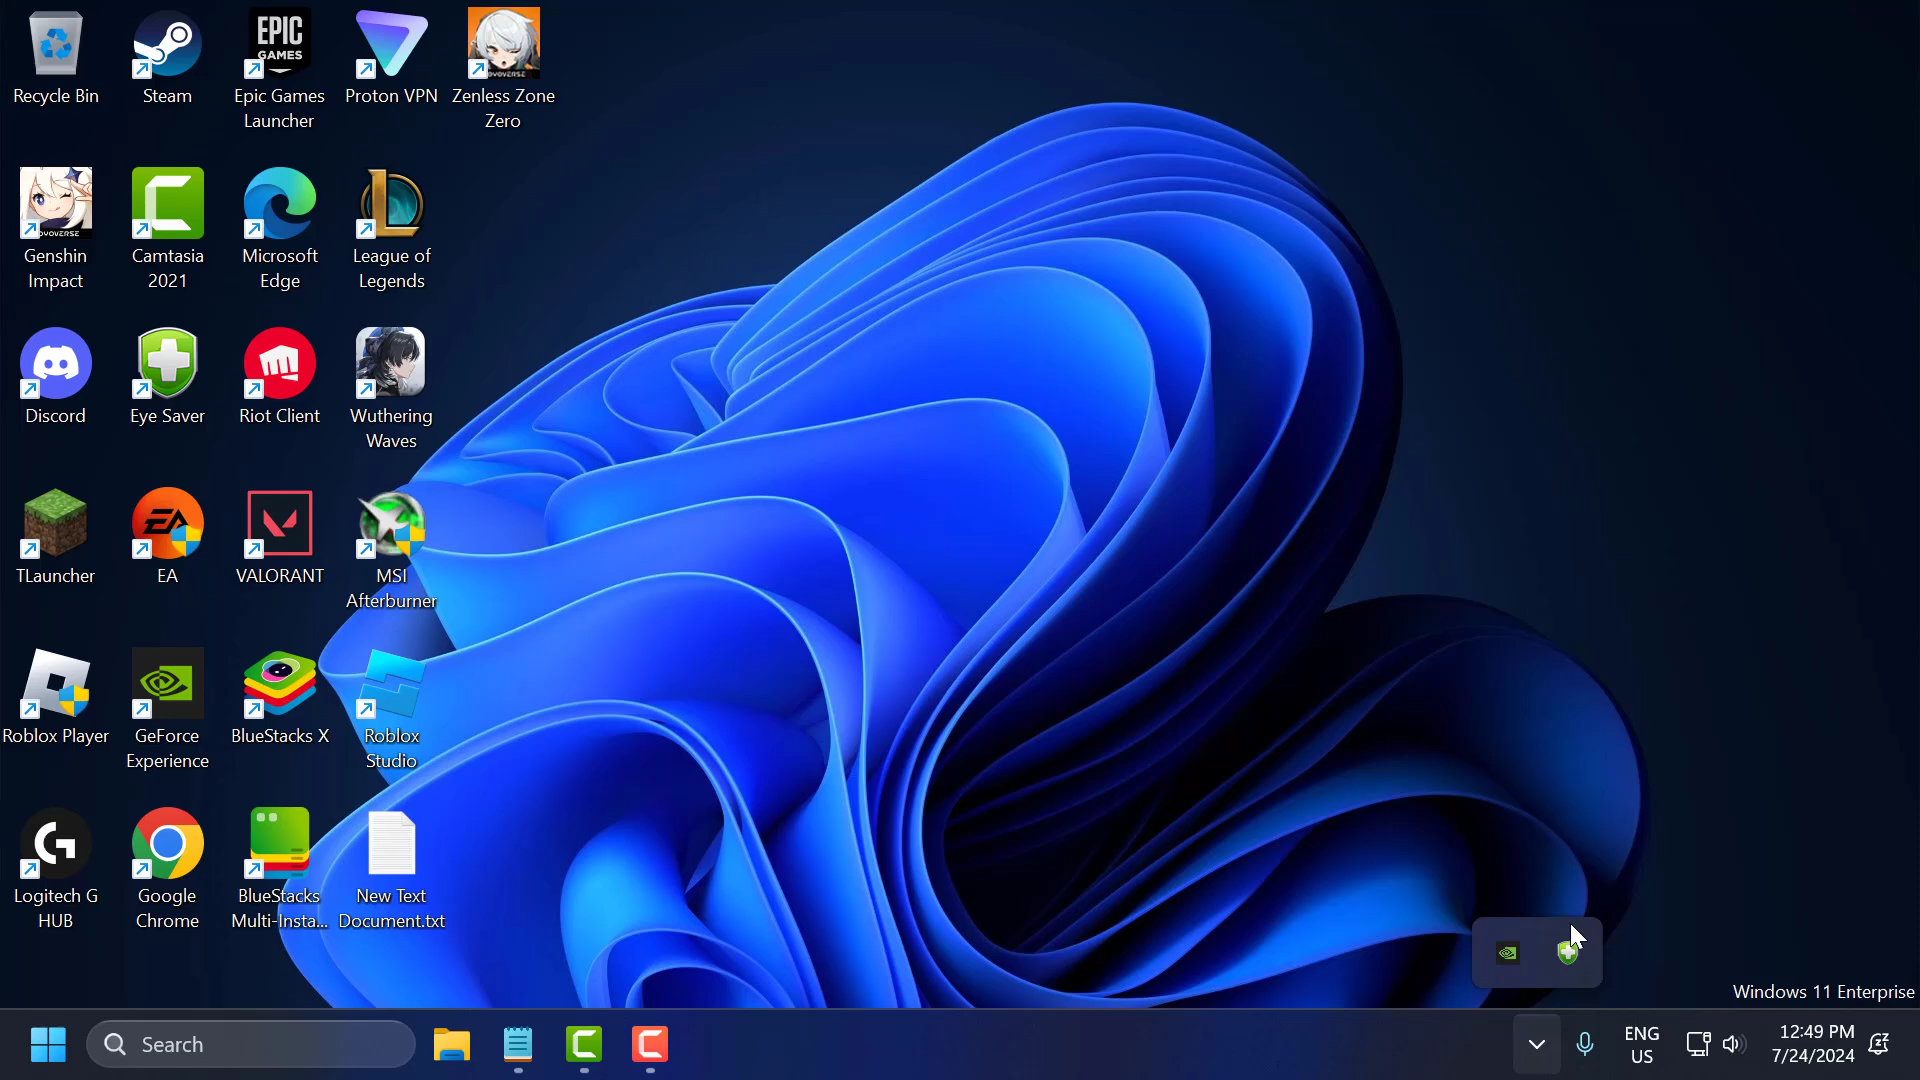 Recycle Bin
Steam
EPIC
GAMES
Epic Games
Launcher
Proton VPN
Zenless Zone
Zero
Genshin
Impact
Camtasia
2021
Microsoft
Edge
League of
Legends
Discord
Eye Saver
Riot Client
Wuthering
Waves
TLauncher
EA
EA
VALORANT
MSI
Afterburner
Roblox Player
GeForce
Experience
BlueStacks X
Roblox
Studio
Logitech G
HUB
Google
Chrome
BlueStacks
Multi-Insta...
New Text
Document.txt
Windows 11 Enterprise
Search
ENG
US
12:49 PM
7/24/2024